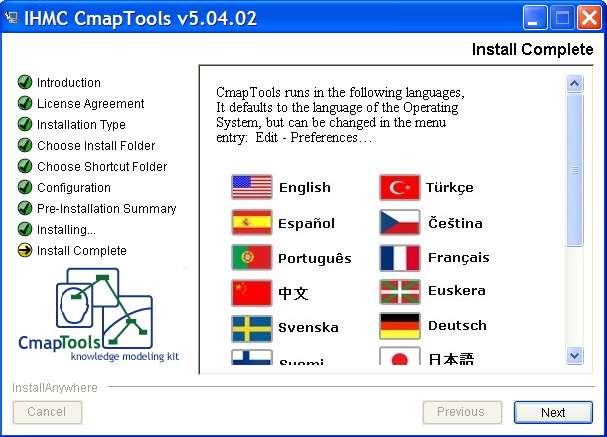 IHMC CmapTools v5.04.02
Install Complete
Introduction
License Agreement
Installation Type
Choose Install Folder
Choose Shortcut Folder
Configuration
Pre-Installation Summary
Installing...
Install Complete
CmapTools
knowledge modeling kit
CmapTools runs in the following languages,
It defaults to the language of the Operating
System, but can be changed in the menu
entry: Edit - Preferences…
English
Türkçe
Español
Čeština
Português
Français
中文
Euskera
Svenska
Deutsch
Suomi
日本語
InstallAnywhere
Cancel
Previous
Next